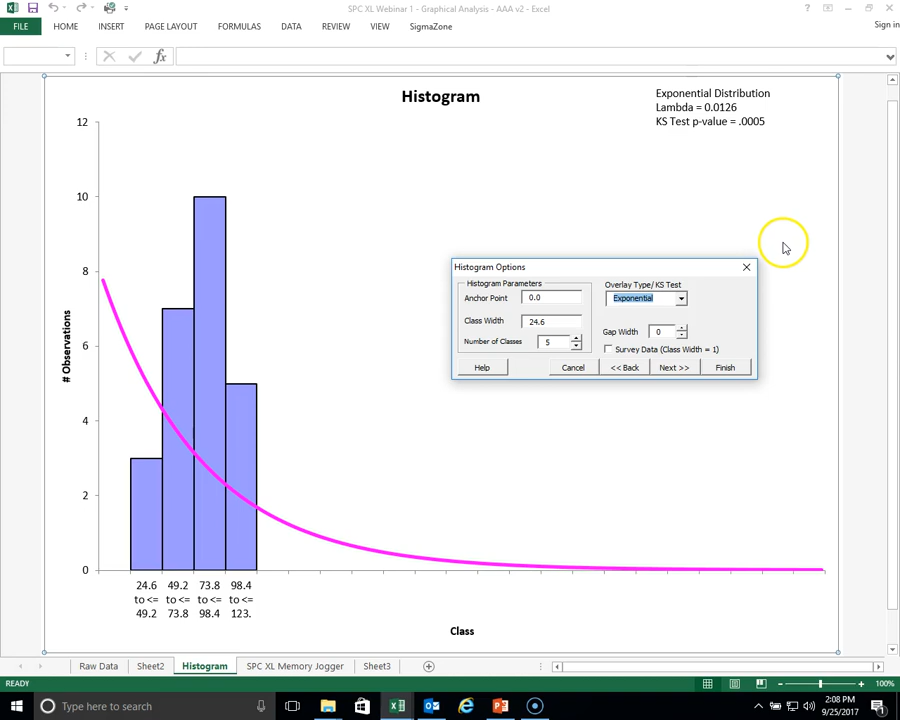 SPC XL Webinar 1 - Graphical Analysis - AAA v2 - Excel
?
FILE HOME INSERT PAGE LAYOUT FORMULAS DATA REVIEW VIEW SigmaZone Sign in
fx
Histogram
Exponential Distribution
Lambda = 0.0126
KS Test p-value = .0005
12
10
8
6
4
2
0
# Observations
24.6 to <= 49.2
49.2 to <= 73.8
73.8 to <= 98.4
98.4 to <= 123.
Class
Histogram Options
Histogram Parameters
Anchor Point 0.0
Class Width 24.6
Number of Classes 5
Overlay Type/ KS Test
Exponential
Gap Width 0
Survey Data (Class Width = 1)
Help Cancel << Back Next >> Finish
Raw Data Sheet2 Histogram SPC XL Memory Jogger Sheet3
READY 100%
Type here to search
2:08 PM
9/25/2017
1